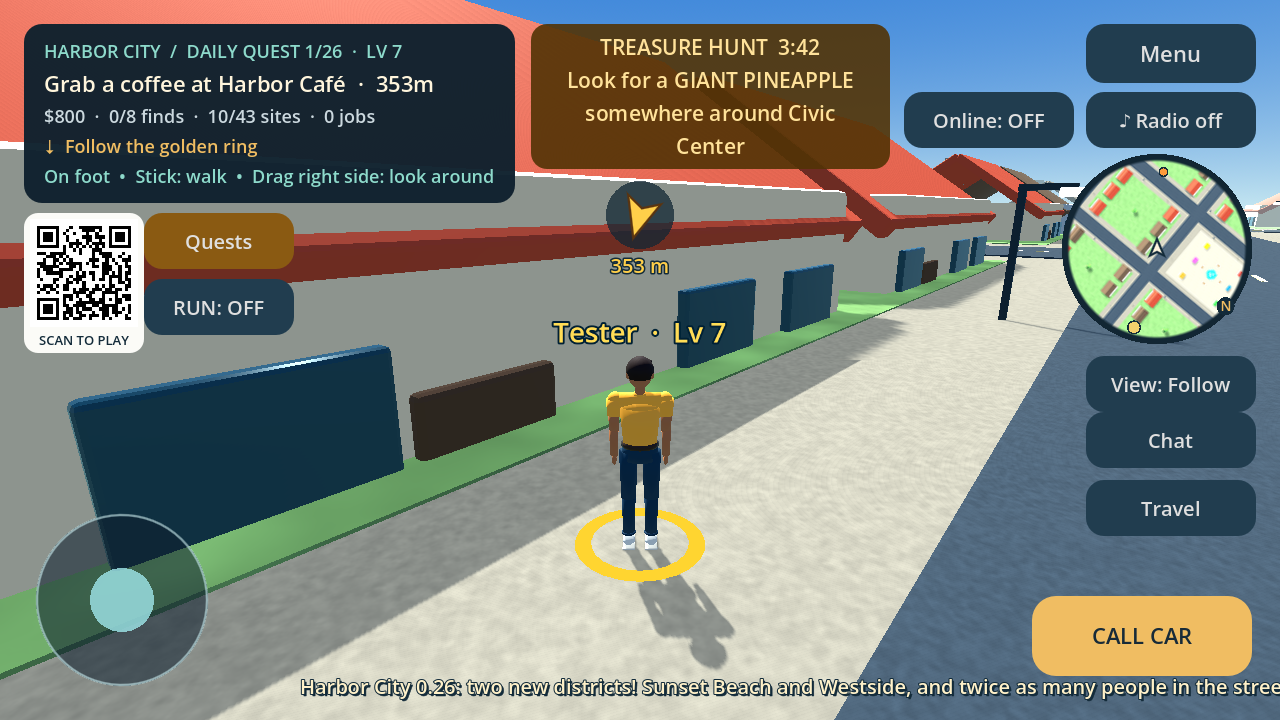 HARBOR CITY / DAILY QUEST 1/26 · LV 7
Grab a coffee at Harbor Café · 353m
$800 · 0/8 finds · 10/43 sites · 0 jobs
↓ Follow the golden ring
On foot • Stick: walk • Drag right side: look around
TREASURE HUNT 3:42
Look for a GIANT PINEAPPLE
somewhere around Civic
Center
Menu
Online: OFF
♪ Radio off
SCAN TO PLAY
Quests
RUN: OFF
353 m
Tester · Lv 7
N
View: Follow
Chat
Travel
CALL CAR
Harbor City 0.26: two new districts! Sunset Beach and Westside, and twice as many people in the stree